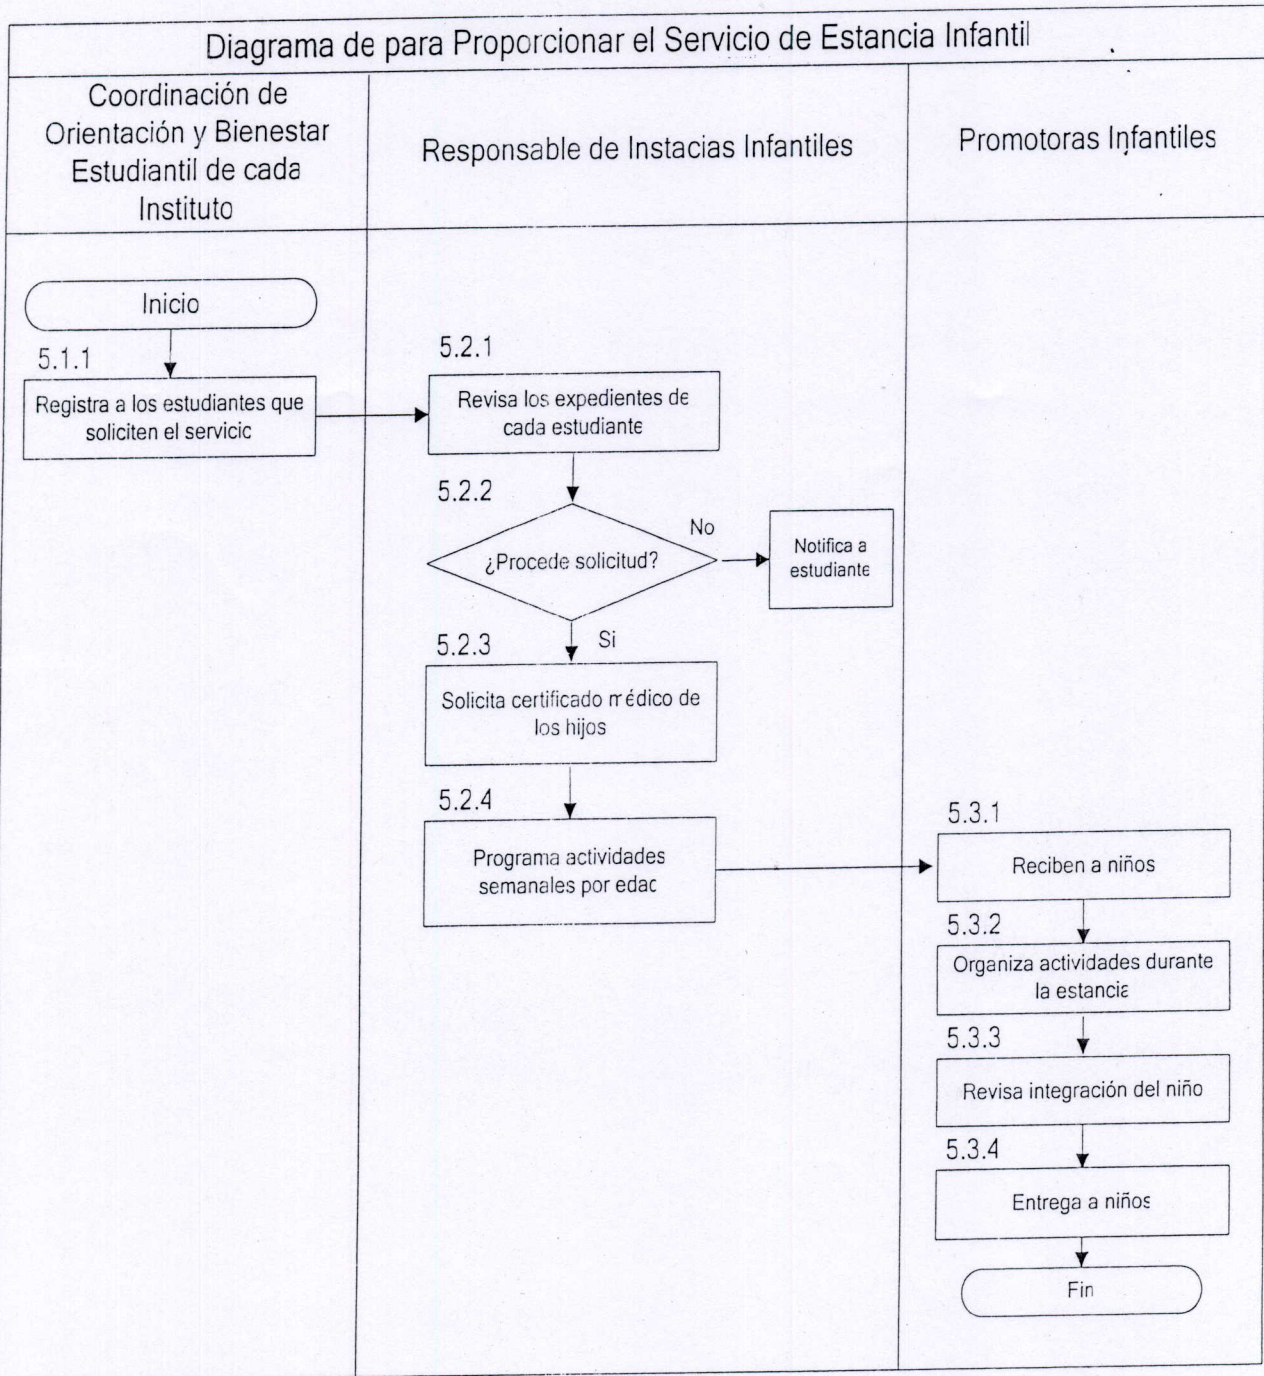 Diagrama de para Proporcionar el Servicio de Estancia Infantil
Coordinación de
Orientación y Bienestar
Estudiantil de cada
Instituto
Responsable de Instacias Infantiles
Promotoras Infantiles
Inicio
5.1.1
Registra a los estudiantes que
soliciten el servicio
5.2.1
Revisa los expedientes de
cada estudiante
5.2.2
¿Procede solicitud?
No
Notifica a
estudiante
Si
5.2.3
Solicita certificado médico de
los hijos
5.2.4
Programa actividades
semanales por edad
5.3.1
Reciben a niños
5.3.2
Organiza actividades durante
la estancia
5.3.3
Revisa integración del niño
5.3.4
Entrega a niños
Fin